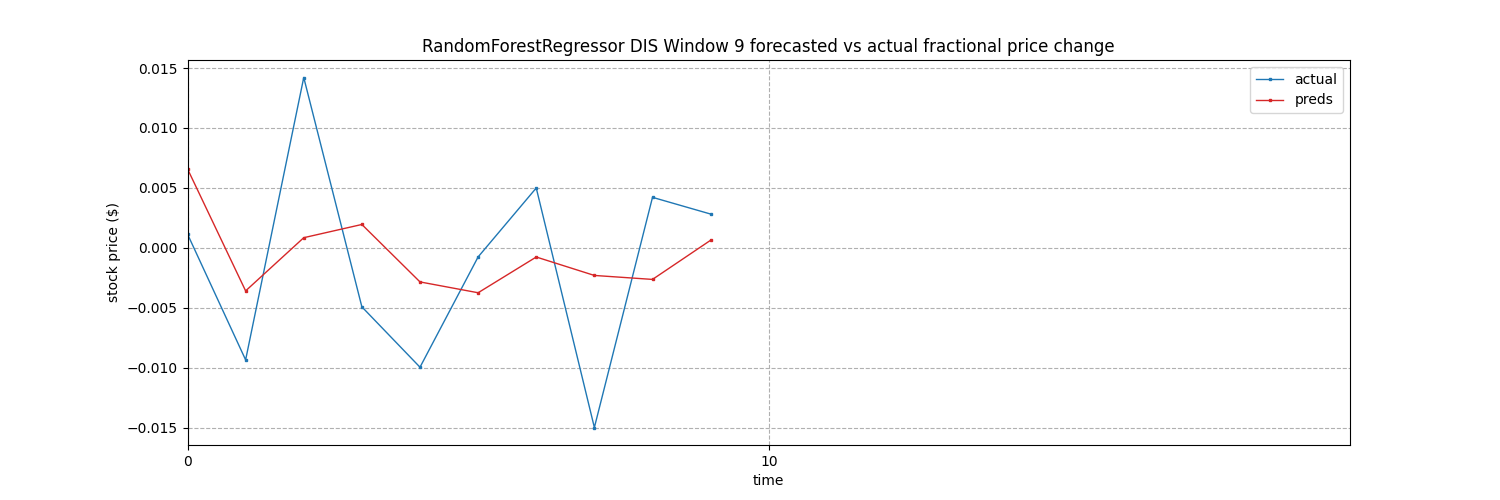 RandomForestRegressor DIS Window 9 forecasted vs actual fractional price change
0.015
0.010
0.005
0.000
−0.005
−0.010
−0.015
stock price ($)
actual
preds
0
10
time